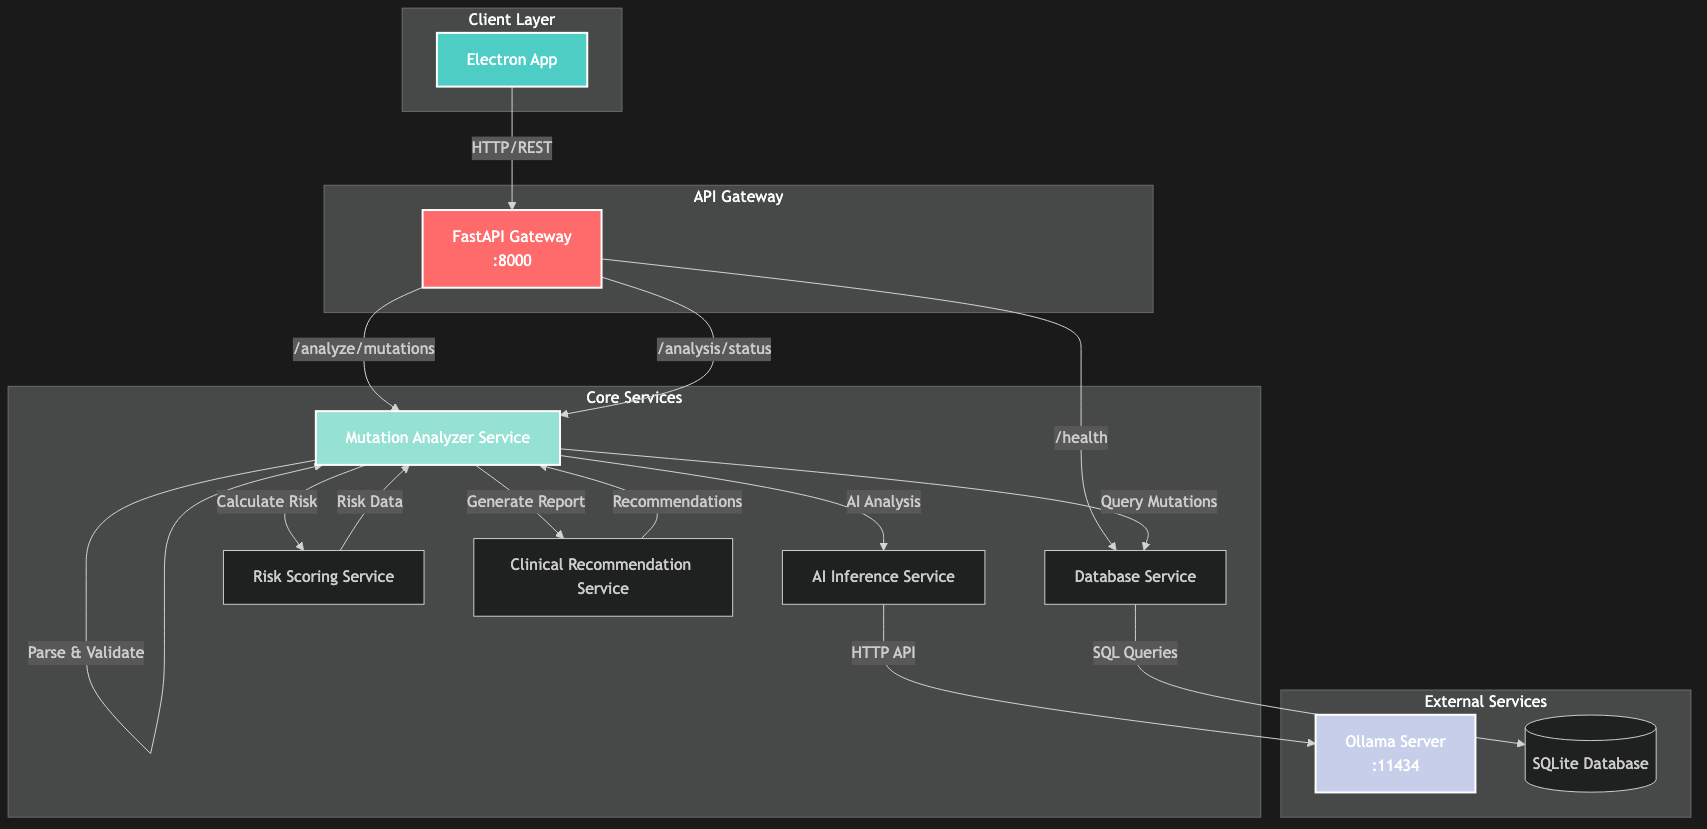 Client Layer
Electron App
HTTP/REST
API Gateway
FastAPI Gateway
:8000
/analyze/mutations
/analysis/status
Core Services
Mutation Analyzer Service
/health
Calculate Risk
Risk Data
Generate Report
Recommendations
AI Analysis
Query Mutations
Risk Scoring Service
Clinical Recommendation
Service
AI Inference Service
Database Service
Parse & Validate
HTTP API
SQL Queries
External Services
Ollama Server
:11434
SQLite Database